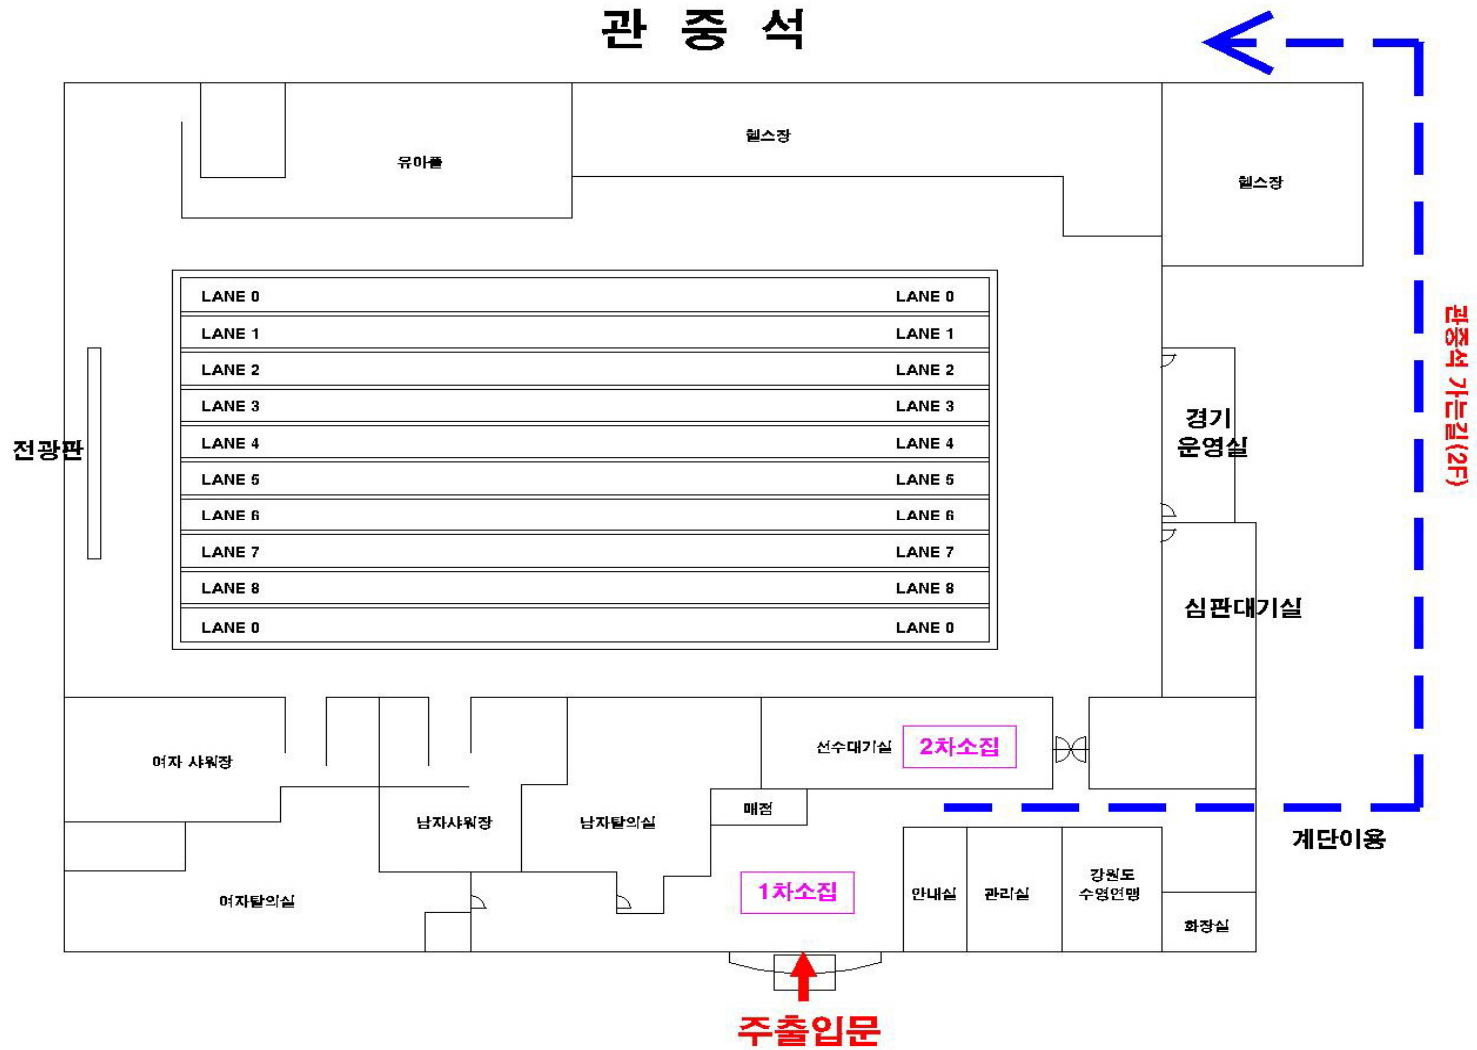 관 중 석
헬스장
유아풀
헬스장
LANE 0 LANE 0
LANE 1 LANE 1
LANE 2 LANE 2
LANE 3 LANE 3
LANE 4 LANE 4
LANE 5 LANE 5
LANE 6 LANE 6
LANE 7 LANE 7
LANE 8 LANE 8
LANE 0 LANE 0
전광판
경기
운영실
관중석 가는길(2F)
심판대기실
여자 샤워장
선수대기실
2차소집
남자샤워장
남자탈의실
매점
계단이용
여자탈의실
1차소집
안내실
관리실
강원도
수영연맹
화장실
주출입문